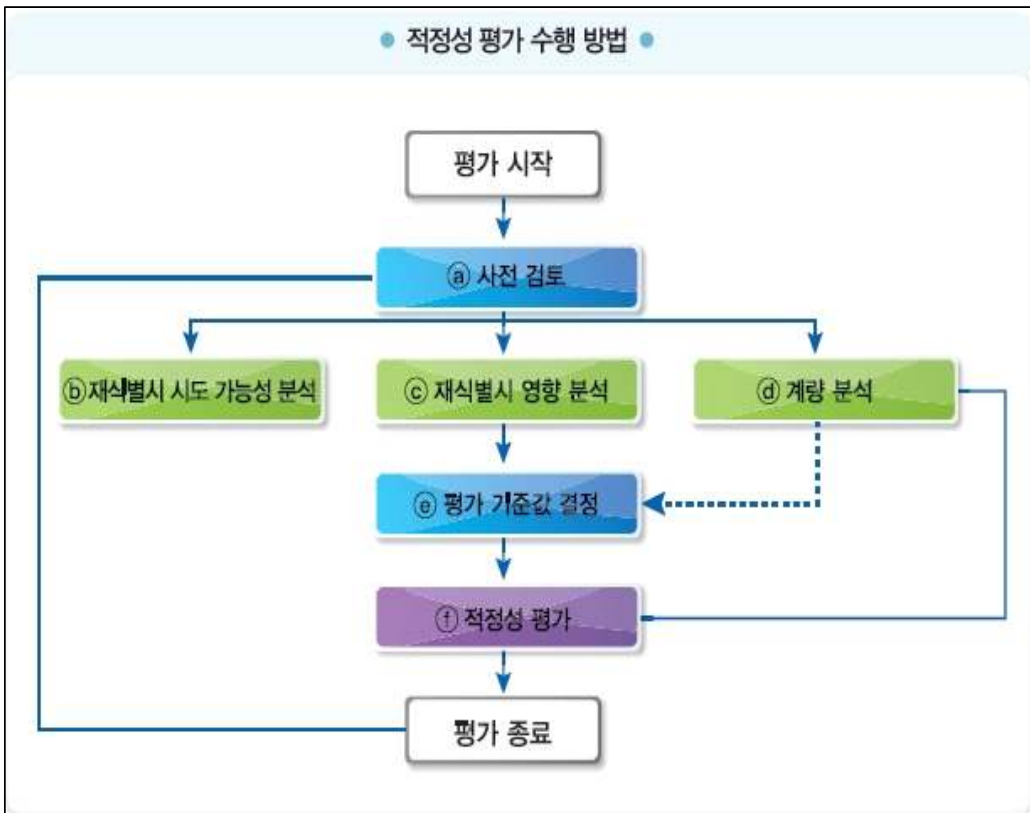 ● 적정성 평가 수행 방법 ●
평가 시작
ⓐ 사전 검토
ⓑ 재식별시 시도 가능성 분석
ⓒ 재식별시 영향 분석
ⓓ 계량 분석
ⓔ 평가 기준값 결정
ⓕ 적정성 평가
평가 종료